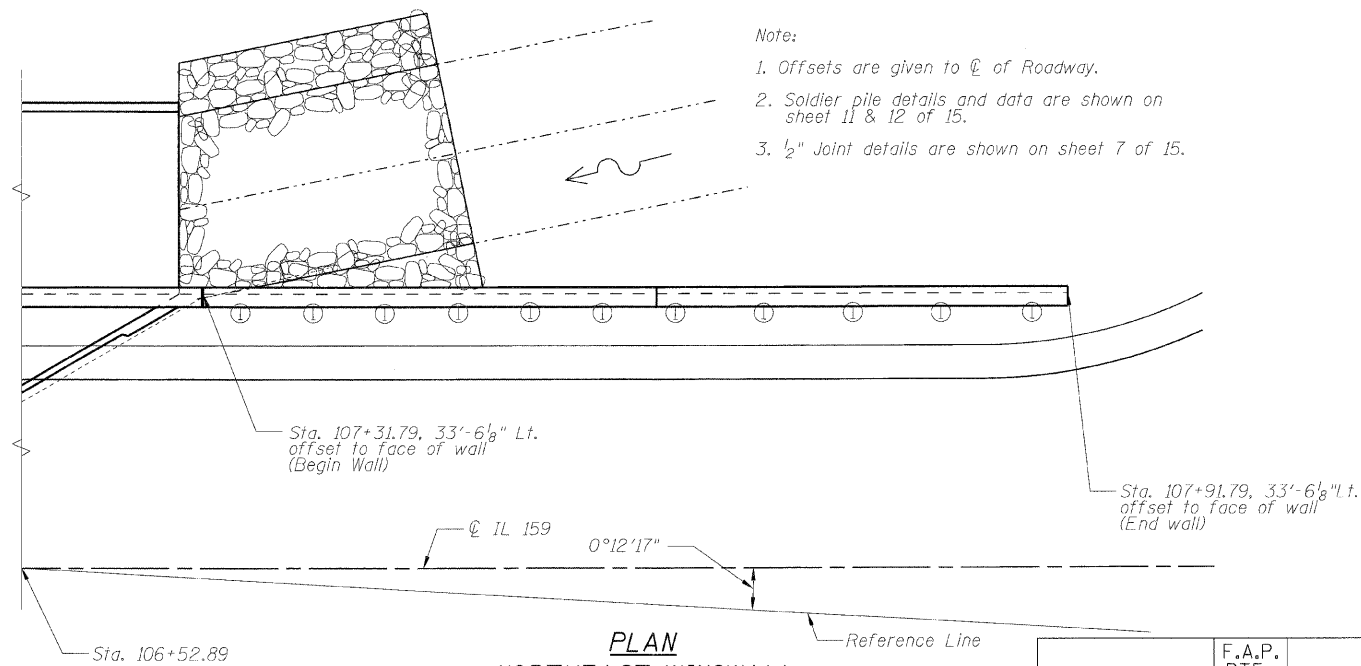 Note:
1. Offsets are given to ℄ of Roadway.
2. Soldier pile details and data are shown on
sheet 11 & 12 of 15.
3. ½" Joint details are shown on sheet 7 of 15.
Sta. 107+31.79, 33'-6⅛" Lt.
offset to face of wall
(Begin Wall)
Sta. 107+91.79, 33'-6⅛"Lt.
offset to face of wall
(End wall)
℄ IL 159
0°12'17"
Reference Line
Sta. 106+52.89
PLAN
F.A.P.